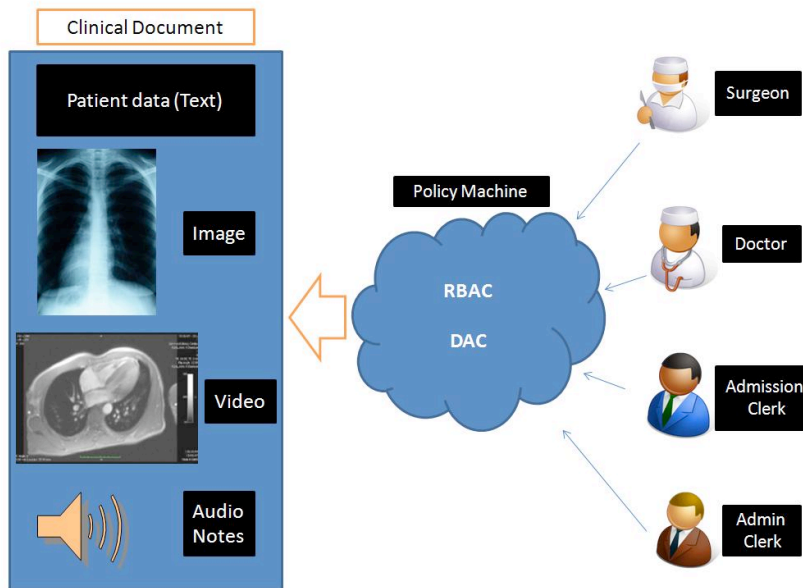 Clinical Document
Patient data (Text)
Image
Video
Audio
Notes
Policy Machine
RBAC
DAC
Surgeon
Doctor
Admission
Clerk
Admin
Clerk